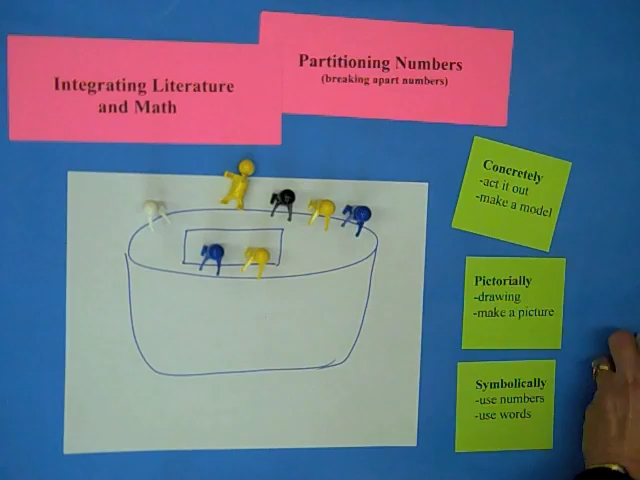 Integrating Literature
and Math
Partitioning Numbers
(breaking apart numbers)
Concretely
-act it out
-make a model
Pictorially
-drawing
-make a picture
Symbolically
-use numbers
-use words